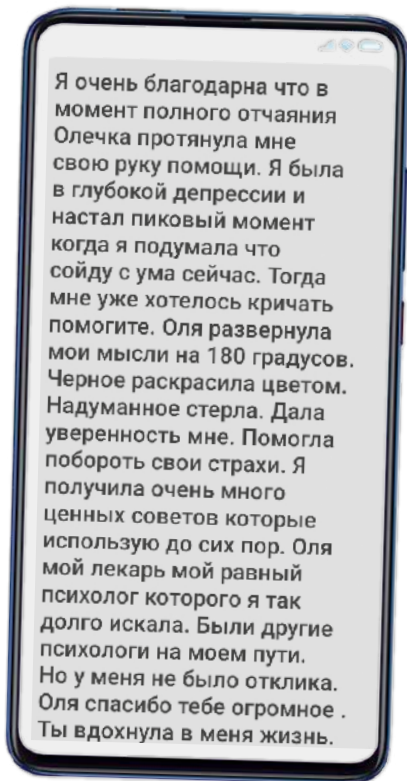 Я очень благодарна что в
момент полного отчаяния
Олечка протянула мне
свою руку помощи. Я была
в глубокой депрессии и
настал пиковый момент
когда я подумала что
сойду с ума сейчас. Тогда
мне уже хотелось кричать
помогите. Оля развернула
мои мысли на 180 градусов.
Черное раскрасила цветом.
Надуманное стерла. Дала
уверенность мне. Помогла
побороть свои страхи. Я
получила очень много
ценных советов которые
использую до сих пор. Оля
мой лекарь мой равный
психолог которого я так
долго искала. Были другие
психологи на моем пути.
Но у меня не было отклика.
Оля спасибо тебе огромное .
Ты вдохнула в меня жизнь.